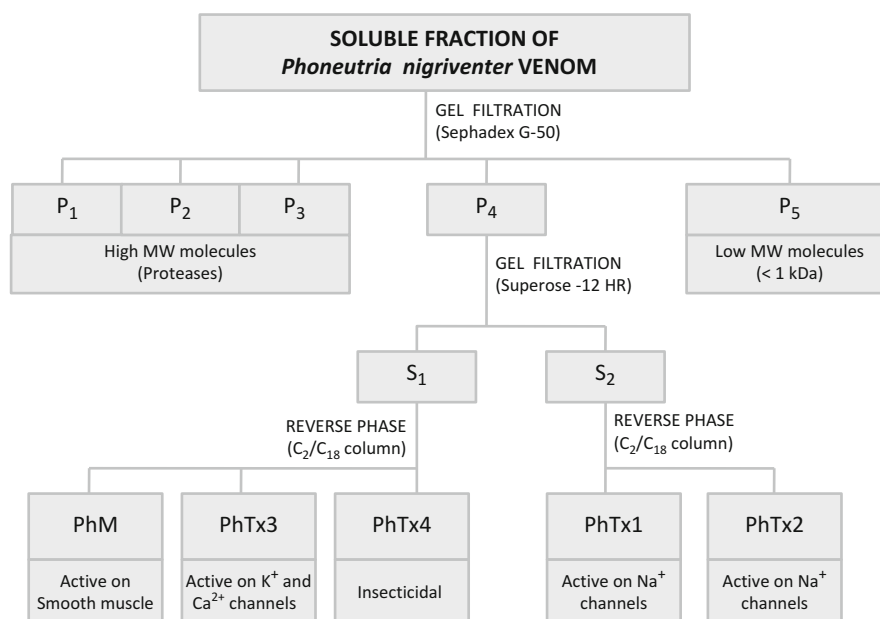 SOLUBLE FRACTION OF
Phoneutria nigriventer VENOM
GEL FILTRATION
(Sephadex G-50)
P₁ P₂ P₃
High MW molecules
(Proteases)
P₄
P₅
Low MW molecules
(< 1 kDa)
GEL FILTRATION
(Superose -12 HR)
S₁
S₂
REVERSE PHASE
(C₂/C₁₈ column)
REVERSE PHASE
(C₂/C₁₈ column)
PhM
Active on
Smooth muscle
PhTx3
Active on K⁺ and
Ca²⁺ channels
PhTx4
Insecticidal
PhTx1
Active on Na⁺
channels
PhTx2
Active on Na⁺
channels